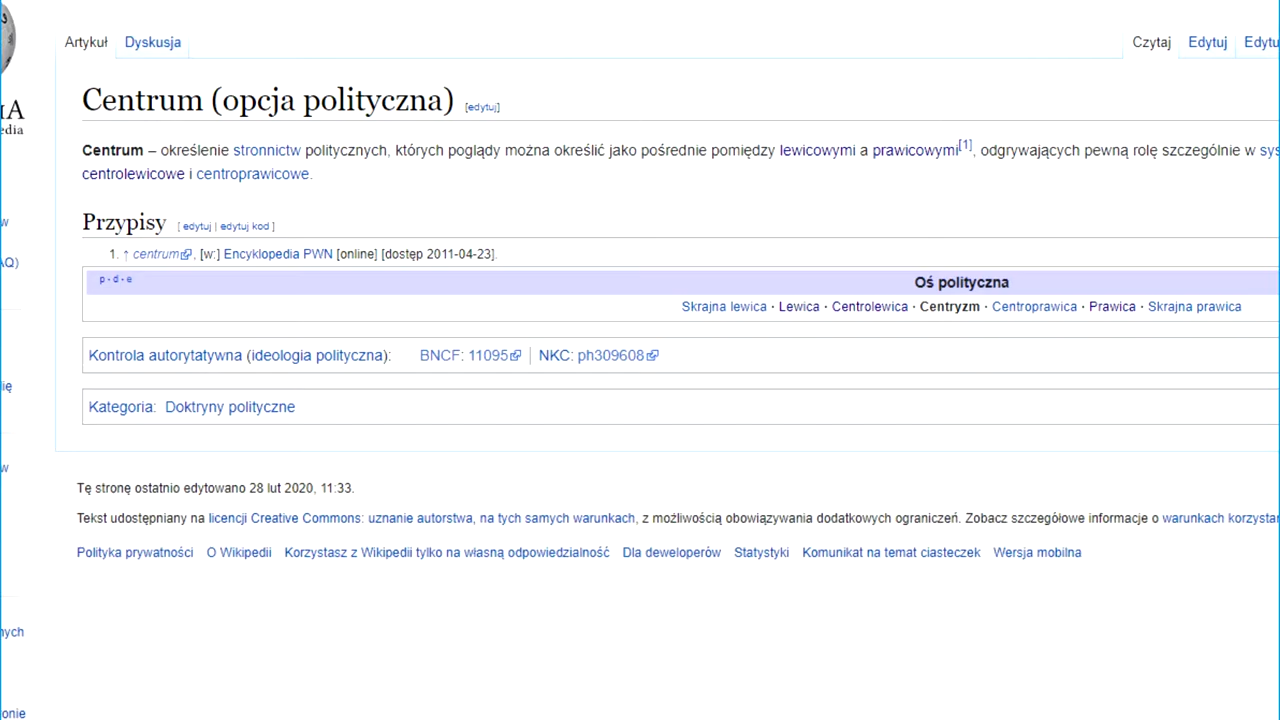 Artykuł Dyskusja Czytaj Edytuj
Centrum (opcja polityczna) [edytuj]
Centrum – określenie stronnictw politycznych, których poglądy można określić jako pośrednie pomiędzy lewicowymi a prawicowymi[1], odgrywających pewną rolę szczególnie w
centrolewicowe i centroprawicowe.
Przypisy [ edytuj | edytuj kod ]
1. ↑ centrum, [w:] Encyklopedia PWN [online] [dostęp 2011-04-23].
p · d · e Oś polityczna
Skrajna lewica · Lewica · Centrolewica · Centryzm · Centroprawica · Prawica · Skrajna prawica
Kontrola autorytatywna (ideologia polityczna): BNCF: 11095 | NKC: ph309608
Kategoria: Doktryny polityczne
Tę stronę ostatnio edytowano 28 lut 2020, 11:33.
Tekst udostępniany na licencji Creative Commons: uznanie autorstwa, na tych samych warunkach, z możliwością obowiązywania dodatkowych ograniczeń. Zobacz szczegółowe informacje o warunkach
Polityka prywatności O Wikipedii Korzystasz z Wikipedii tylko na własną odpowiedzialność Dla deweloperów Statystyki Komunikat na temat ciasteczek Wersja mobilna